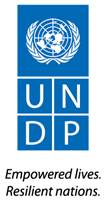 U N
D P
Empowered lives.
Resilient nations.